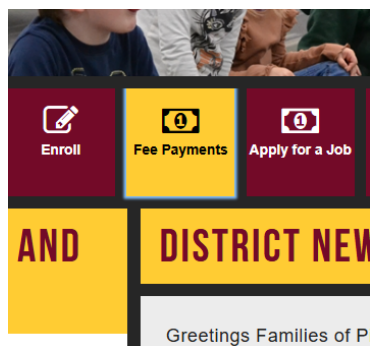 Enroll
Fee Payments
Apply for a Job
AND
DISTRICT NEW
Greetings Families of P